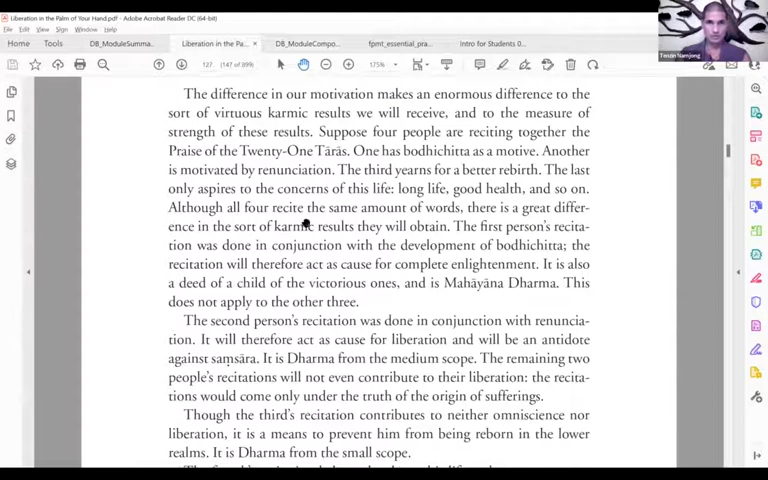 Liberation in the Palm of Your Hand.pdf - Adobe Acrobat Reader DC (64-bit)
File Edit View Sign Window Help
Home Tools DB_ModuleSumma... Liberation in the Pa... × DB_ModuleCompo... fpmt_essential_pra... Intro for Students 0...
127 (147 of 899) 175%
Tenzin Namjong
The difference in our motivation makes an enormous difference to the
sort of virtuous karmic results we will receive, and to the measure of
strength of these results. Suppose four people are reciting together the
Praise of the Twenty-One Tārās. One has bodhichitta as a motive. Another
is motivated by renunciation. The third yearns for a better rebirth. The last
only aspires to the concerns of this life: long life, good health, and so on.
Although all four recite the same amount of words, there is a great differ-
ence in the sort of karmic results they will obtain. The first person's recita-
tion was done in conjunction with the development of bodhichitta; the
recitation will therefore act as cause for complete enlightenment. It is also
a deed of a child of the victorious ones, and is Mahāyāna Dharma. This
does not apply to the other three.
The second person's recitation was done in conjunction with renuncia-
tion. It will therefore act as cause for liberation and will be an antidote
against saṃsāra. It is Dharma from the medium scope. The remaining two
people's recitations will not even contribute to their liberation: the recita-
tions would come only under the truth of the origin of sufferings.
Though the third's recitation contributes to neither omniscience nor
liberation, it is a means to prevent him from being reborn in the lower
realms. It is Dharma from the small scope.